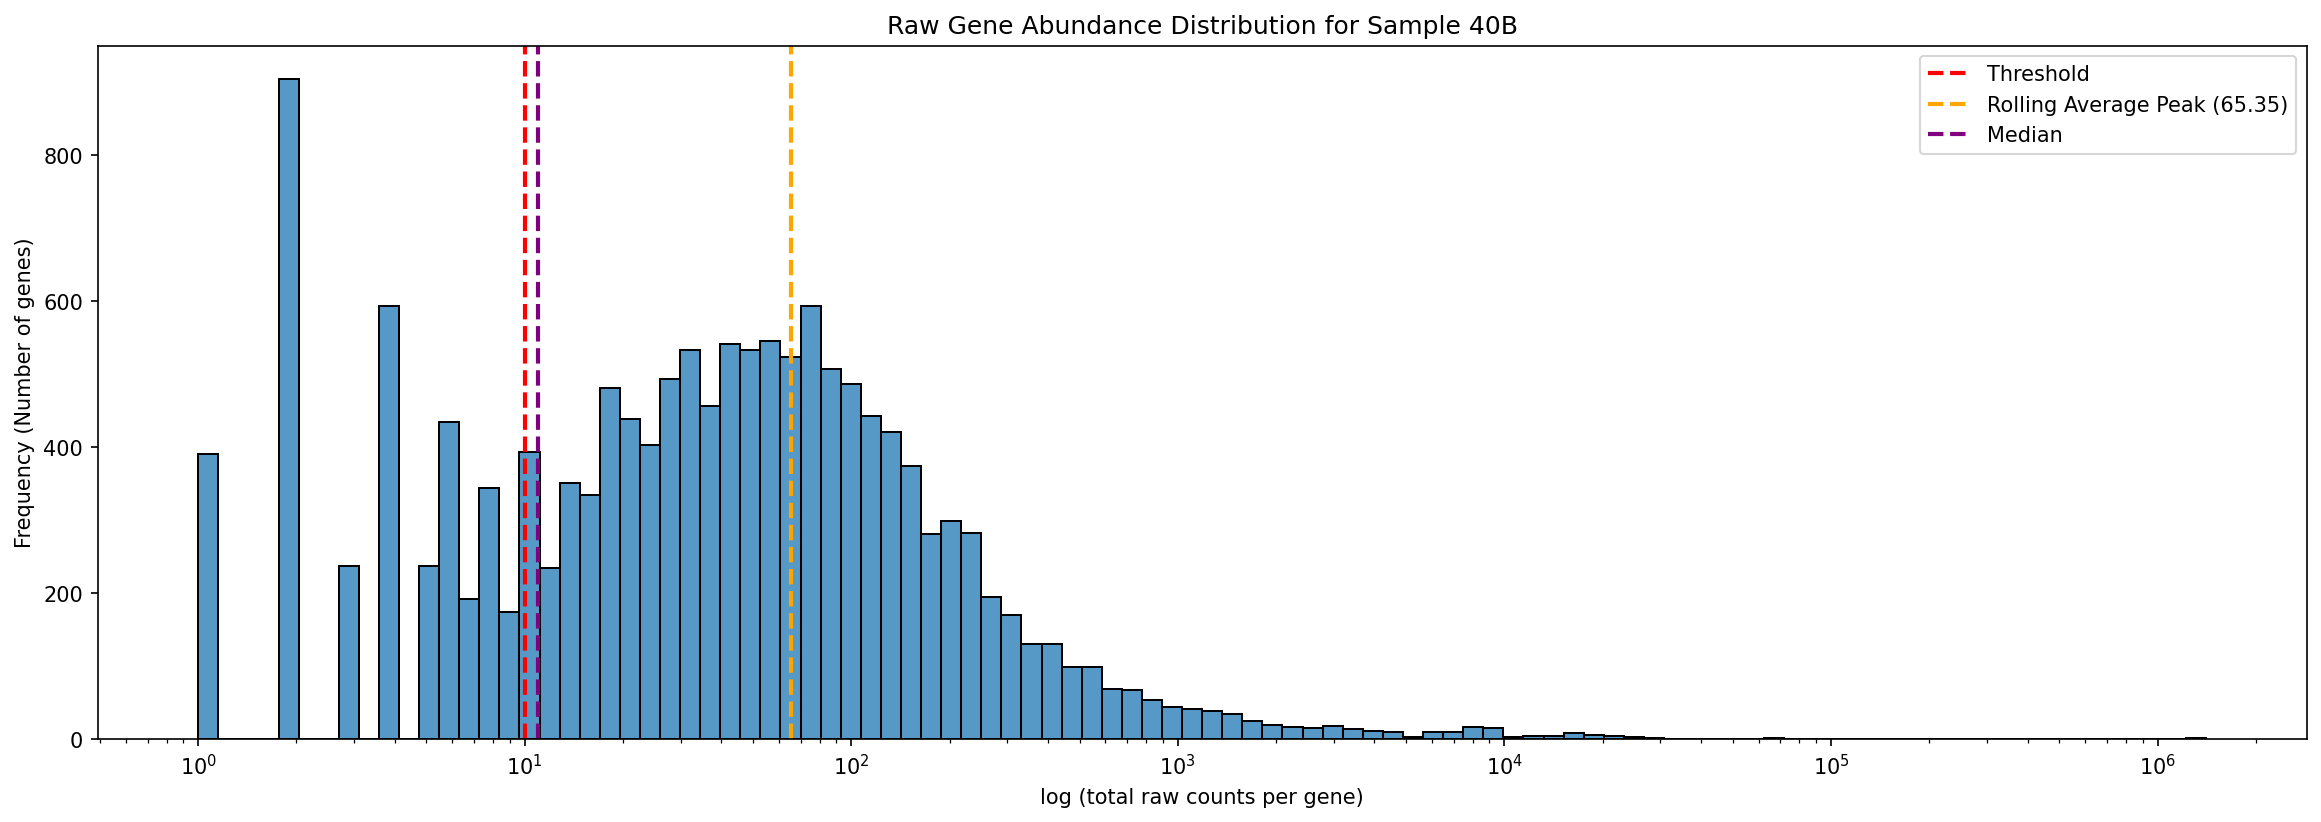 Raw Gene Abundance Distribution for Sample 40B
Threshold
Rolling Average Peak (65.35)
Median
Frequency (Number of genes)
800
600
400
200
0
10⁰ 10¹ 10² 10³ 10⁴ 10⁵ 10⁶
log (total raw counts per gene)